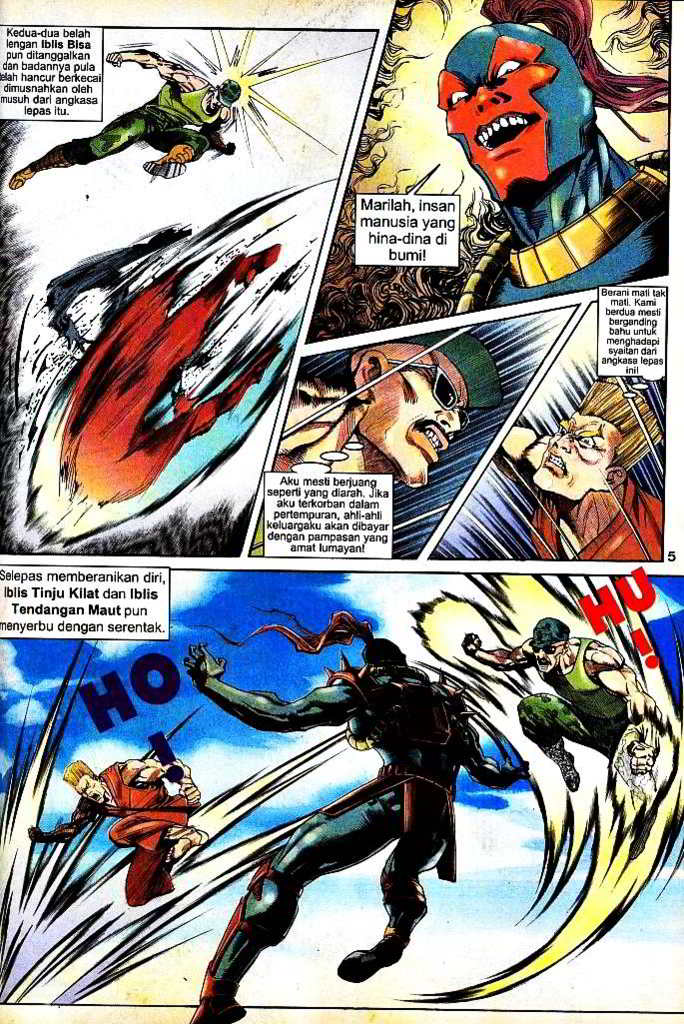 Kedua-dua belah
lengan Iblis Bisa
pun ditanggalkan
dan badannya pula
telah hancur berkecai
dimusnahkan oleh
musuh dari angkasa
lepas itu.
Marilah, insan
manusia yang
hina-dina di
bumi!
Berani mati tak
mati. Kami
berdua mesti
berganding
bahu untuk
menghadapi
syaitan dari
angkasa lepas
ini!
Aku mesti berjuang
seperti yang diarah. Jika
aku terkorban dalam
pertempuran, ahli-ahli
keluargaku akan dibayar
dengan pampasan yang
amat lumayan!
5
Selepas memberanikan diri,
Iblis Tinju Kilat dan Iblis
Tendangan Maut pun
menyerbu dengan serentak.
HO!
HU!!